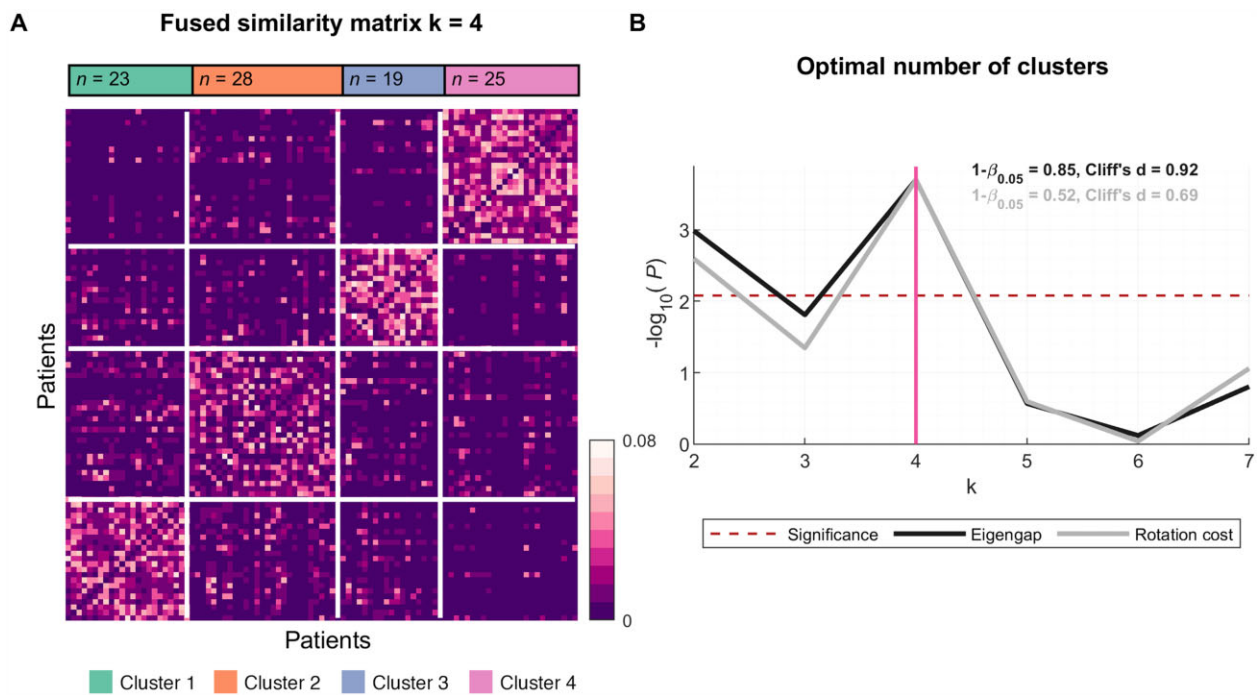 A
Fused similarity matrix k = 4
n = 23
n = 28
n = 19
n = 25
Patients
0.08
0
Patients
Cluster 1
Cluster 2
Cluster 3
Cluster 4
B
Optimal number of clusters
1-β0.05 = 0.85, Cliff's d = 0.92
1-β0.05 = 0.52, Cliff's d = 0.69
-log10(P)
3
2
1
0
2 3 4 5 6 7
k
Significance Eigengap Rotation cost